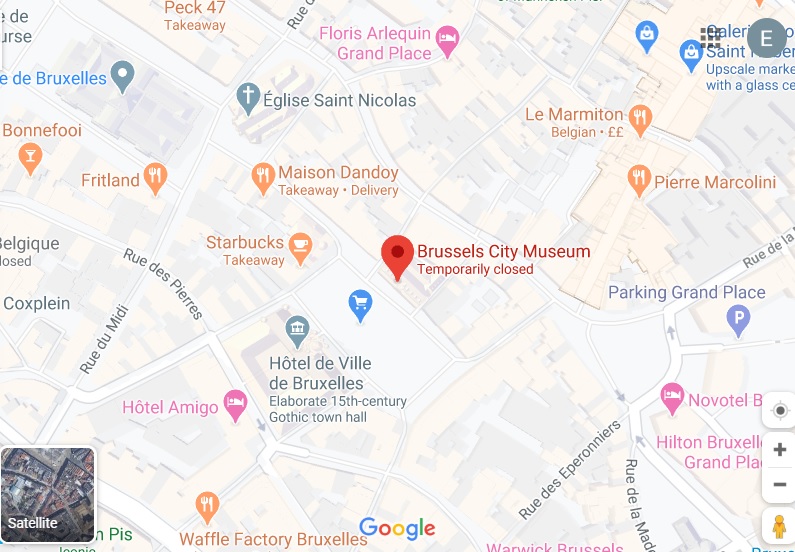 Peck 47
Takeaway
Rue d
Floris Arlequin
Grand Place
E
Saint
Upscale marke
with a glass ce
e de Bruxelles
Église Saint Nicolas
Le Marmiton
Belgian • ££
Bonnefooi
Fritland
Maison Dandoy
Takeaway • Delivery
Pierre Marcolini
Starbucks
Takeaway
Brussels City Museum
Temporarily closed
Belgique
losed
Rue des Pierres
Rue de la
Coxplein
Rue du Midi
Parking Grand Place
P
Hôtel de Ville
de Bruxelles
Elaborate 15th-century
Gothic town hall
Hôtel Amigo
Novotel B
Hilton Bruxelle
Grand Plac
Rue des Eperonniers
Rue de la Mad
Satellite
n Pis
Waffle Factory Bruxelles
Google
Warwick Brussels